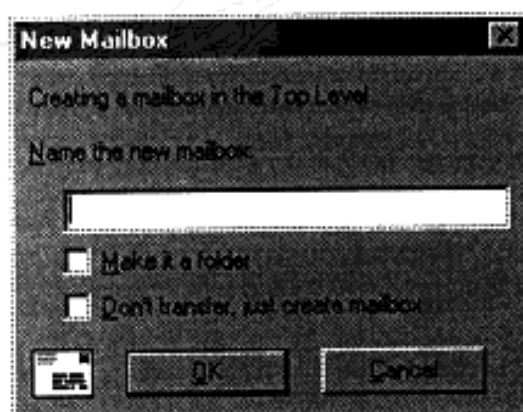 New Mailbox
Creating a mailbox in the Top Level
Name the new mailbox:
Make it a folder
Don't transfer, just create mailbox
OK
Cancel